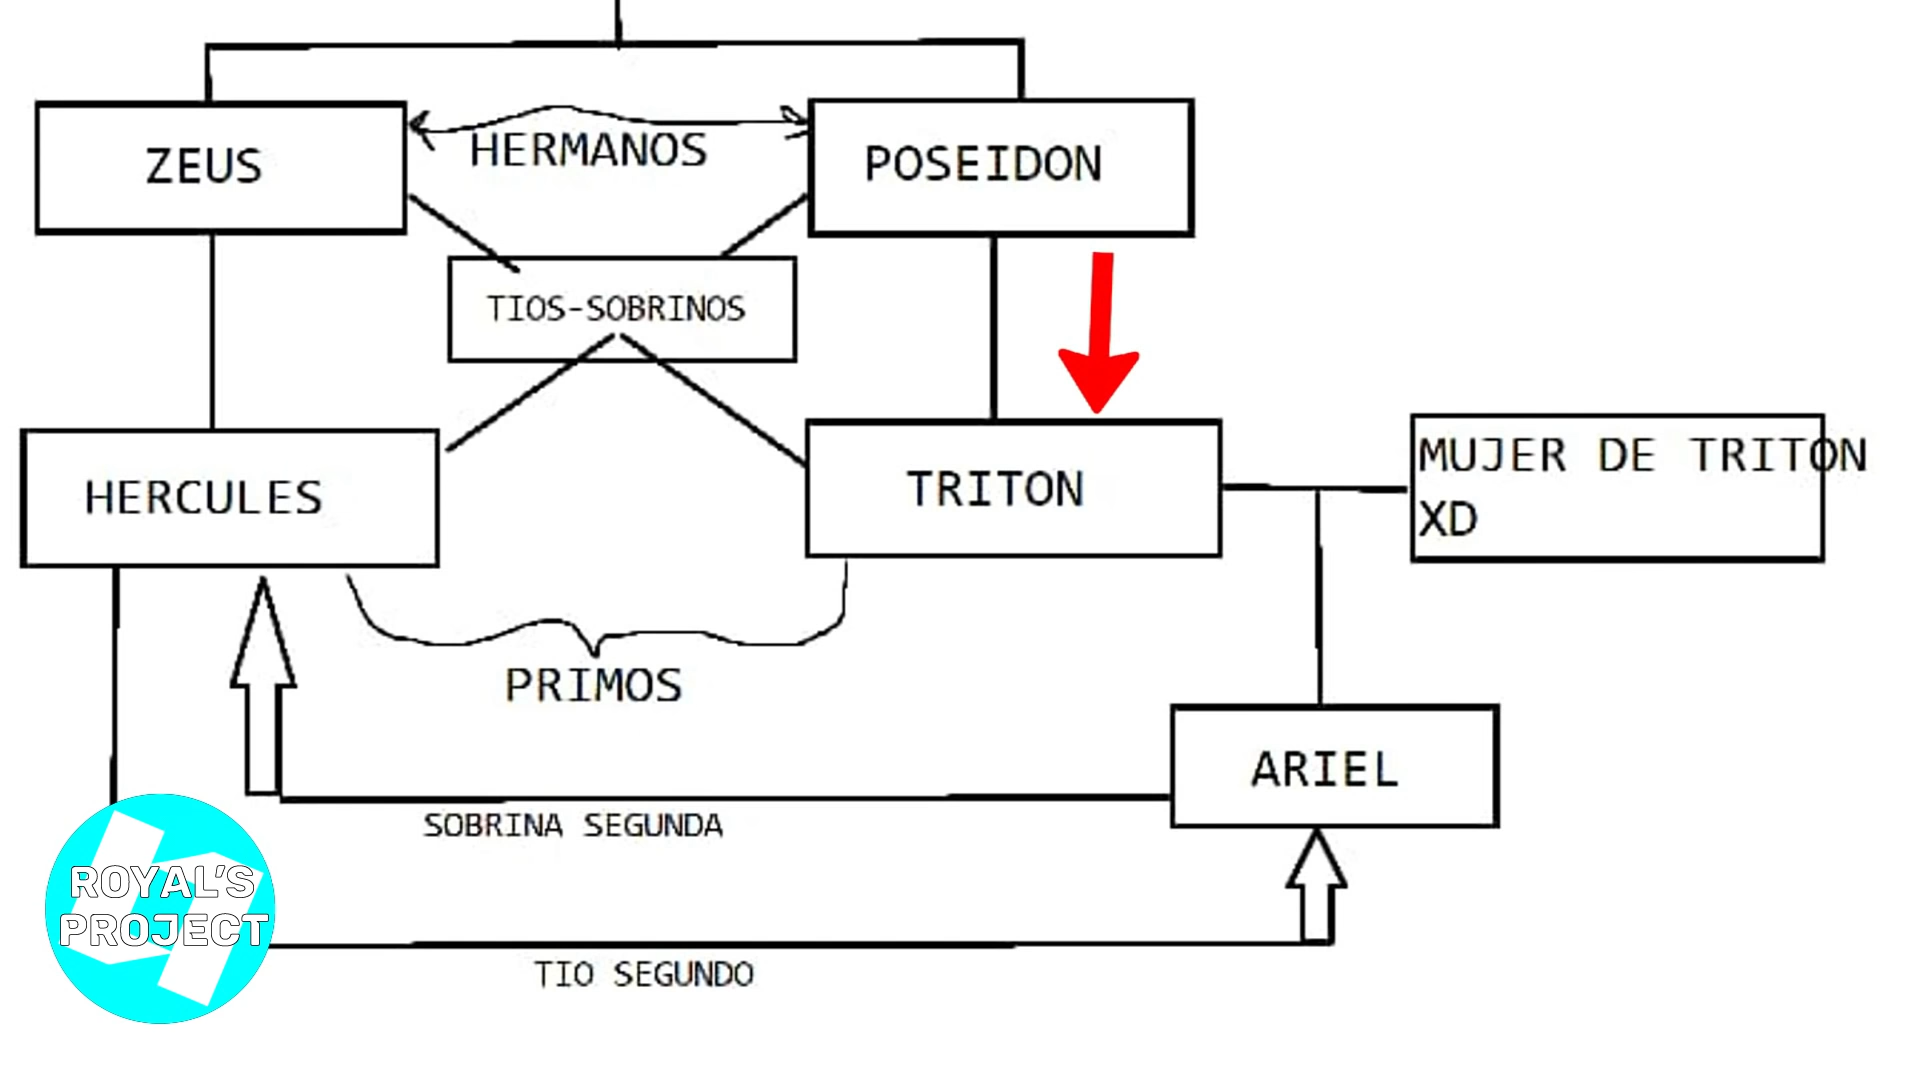 ZEUS
HERMANOS
POSEIDON
TIOS-SOBRINOS
HERCULES
TRITON
MUJER DE TRITON
XD
PRIMOS
ARIEL
SOBRINA SEGUNDA
ROYAL'S
PROJECT
TIO SEGUNDO